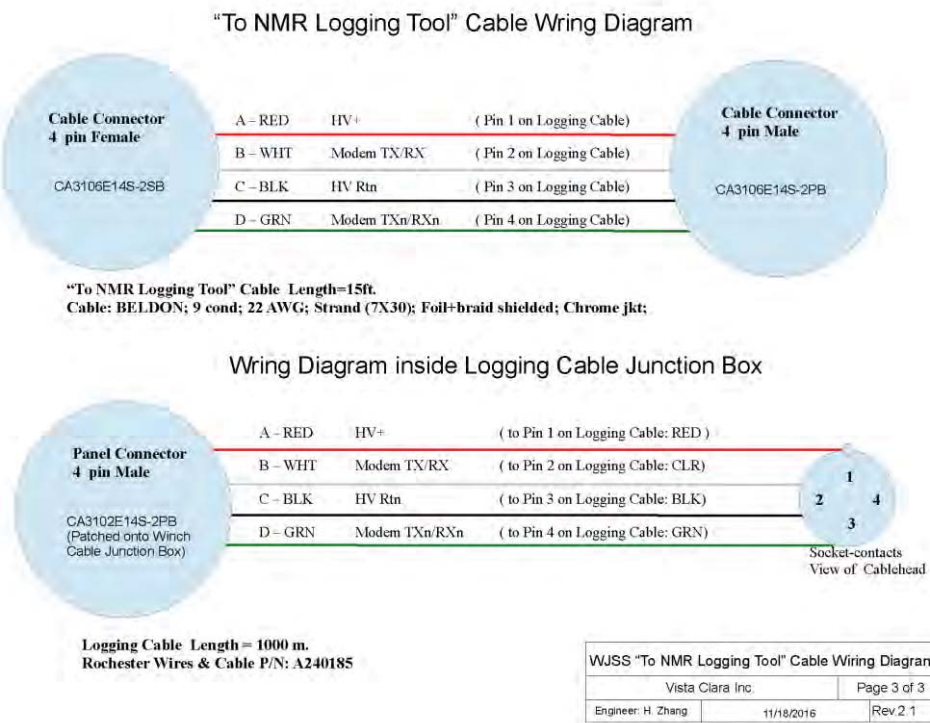 "To NMR Logging Tool" Cable Wring Diagram
Cable Connector
4 pin Female
CA3106E14S-2SB
A – RED HV+ ( Pin 1 on Logging Cable)
B – WHT Modem TX/RX ( Pin 2 on Logging Cable)
C – BLK HV Rtn ( Pin 3 on Logging Cable)
D – GRN Modem TXn/RXn ( Pin 4 on Logging Cable)
Cable Connector
4 pin Male
CA3106E14S-2PB
"To NMR Logging Tool" Cable Length=15ft.
Cable: BELDON; 9 cond; 22 AWG; Strand (7X30); Foil+braid shielded; Chrome jkt;
Wring Diagram inside Logging Cable Junction Box
Panel Connector
4 pin Male
CA3102E14S-2PB
(Patched onto Winch
Cable Junction Box)
A – RED HV+ ( to Pin 1 on Logging Cable: RED )
B – WHT Modem TX/RX ( to Pin 2 on Logging Cable: CLR)
C – BLK HV Rtn ( to Pin 3 on Logging Cable: BLK)
D – GRN Modem TXn/RXn ( to Pin 4 on Logging Cable: GRN)
1
2 4
3
Socket-contacts
View of Cablehead
Logging Cable Length = 1000 m.
Rochester Wires & Cable P/N: A240185
WJSS "To NMR Logging Tool" Cable Wiring Diagram
Vista Clara Inc. Page 3 of 3
Engineer: H. Zhang 11/18/2016 Rev.2.1